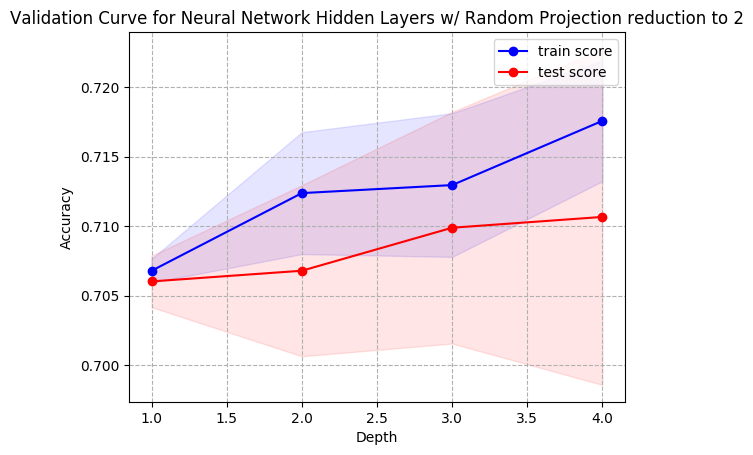 Validation Curve for Neural Network Hidden Layers w/ Random Projection reduction to 2
train score
test score
0.720
0.715
0.710
0.705
0.700
Accuracy
1.0 1.5 2.0 2.5 3.0 3.5 4.0
Depth